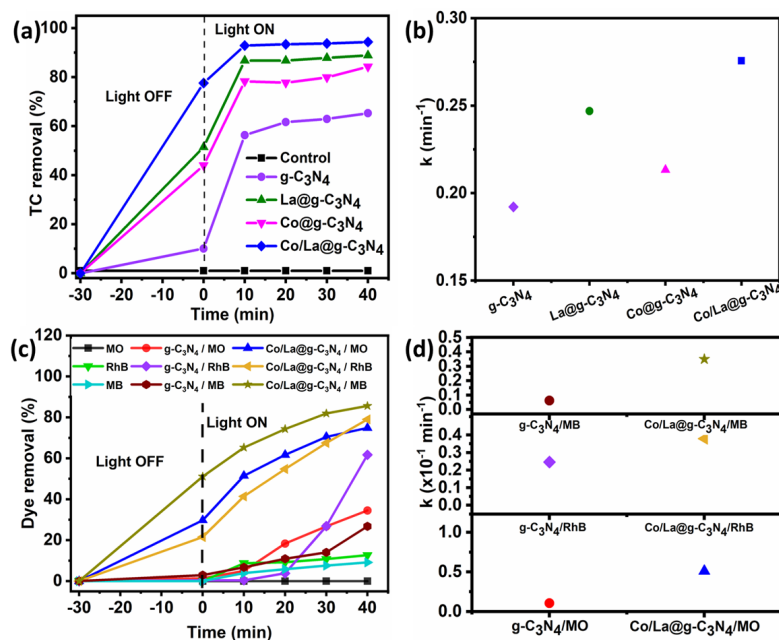 (a)
Light ON
Light OFF
TC removal (%)
100
80
60
40
20
0
Control
g-C₃N₄
La@g-C₃N₄
Co@g-C₃N₄
Co/La@g-C₃N₄
-30 -20 -10 0 10 20 30 40
Time (min)
(b)
k (min⁻¹)
0.30
0.25
0.20
0.15
g-C₃N₄
La@g-C₃N₄
Co@g-C₃N₄
Co/La@g-C₃N₄
(c)
Dye removal (%)
120
100
80
60
40
20
0
MO g-C₃N₄ / MO Co/La@g-C₃N₄ / MO
RhB g-C₃N₄ / RhB Co/La@g-C₃N₄ / RhB
MB g-C₃N₄ / MB Co/La@g-C₃N₄ / MB
Light ON
Light OFF
-30 -20 -10 0 10 20 30 40
Time (min)
(d)
k (x10⁻¹ min⁻¹)
0.5
0.4
0.3
0.2
0.1
0.0
g-C₃N₄/MB Co/La@g-C₃N₄/MB
0.4
0.2
0.0
g-C₃N₄/RhB Co/La@g-C₃N₄/RhB
1.0
0.5
0.0
g-C₃N₄/MO Co/La@g-C₃N₄/MO